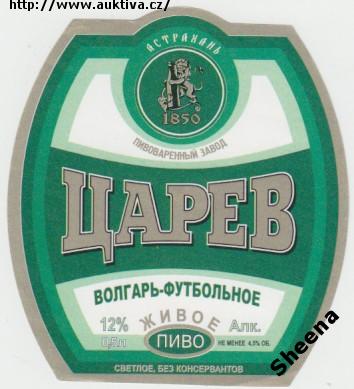 http://www.auktiva.cz/
АСТРАХАНЬ
1850
ПИВОВАРЕННЫЙ ЗАВОД
ЦАРЕВ
ВОЛГАРЬ-ФУТБОЛЬНОЕ
12% ЖИВОЕ Алк.
0,5л ПИВО НЕ МЕНЕЕ 4,5% ОБ.
СВЕТЛОЕ, БЕЗ КОНСЕРВАНТОВ
Sheena